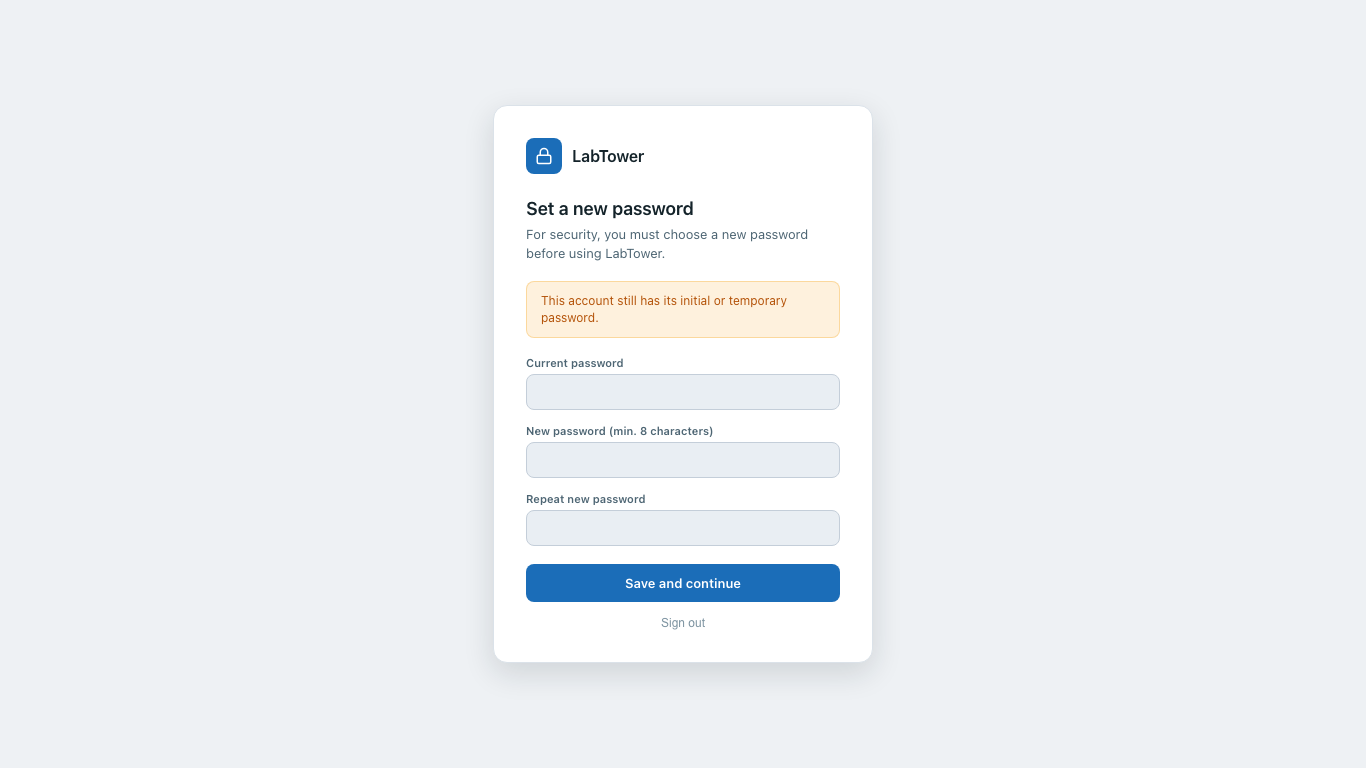 LabTower
Set a new password
For security, you must choose a new password
before using LabTower.
This account still has its initial or temporary
password.
Current password
New password (min. 8 characters)
Repeat new password
Save and continue
Sign out